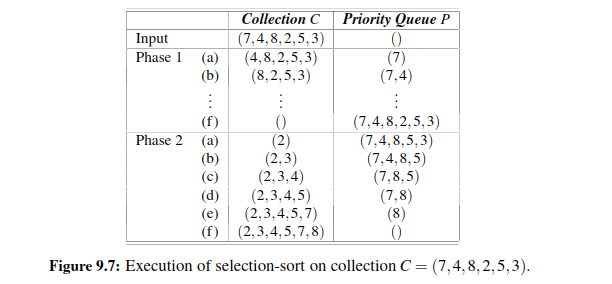 Collection C Priority Queue P
Input (7,4,8,2,5,3) ()
Phase 1 (a) (4,8,2,5,3) (7)
(b) (8,2,5,3) (7,4)
⋮ ⋮ ⋮
(f) () (7,4,8,2,5,3)
Phase 2 (a) (2) (7,4,8,5,3)
(b) (2,3) (7,4,8,5)
(c) (2,3,4) (7,8,5)
(d) (2,3,4,5) (7,8)
(e) (2,3,4,5,7) (8)
(f) (2,3,4,5,7,8) ()
Figure 9.7: Execution of selection-sort on collection C = (7,4,8,2,5,3).